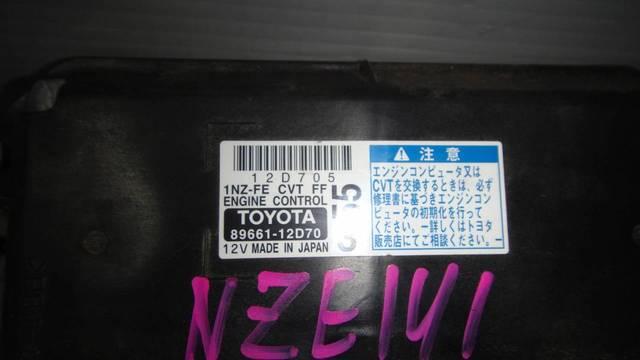 12D705
1NZ-FE CVT FF
ENGINE CONTROL
TOYOTA
89661-12D70
12V MADE IN JAPAN
注意
エンジンコンピュータ又は
CVTを交換するときは、必ず
修理書に基づきエンジンコン
ピュータの初期化を行って
ください。ー詳しくはトヨタ
販売店にてご相談ください。
NZE141